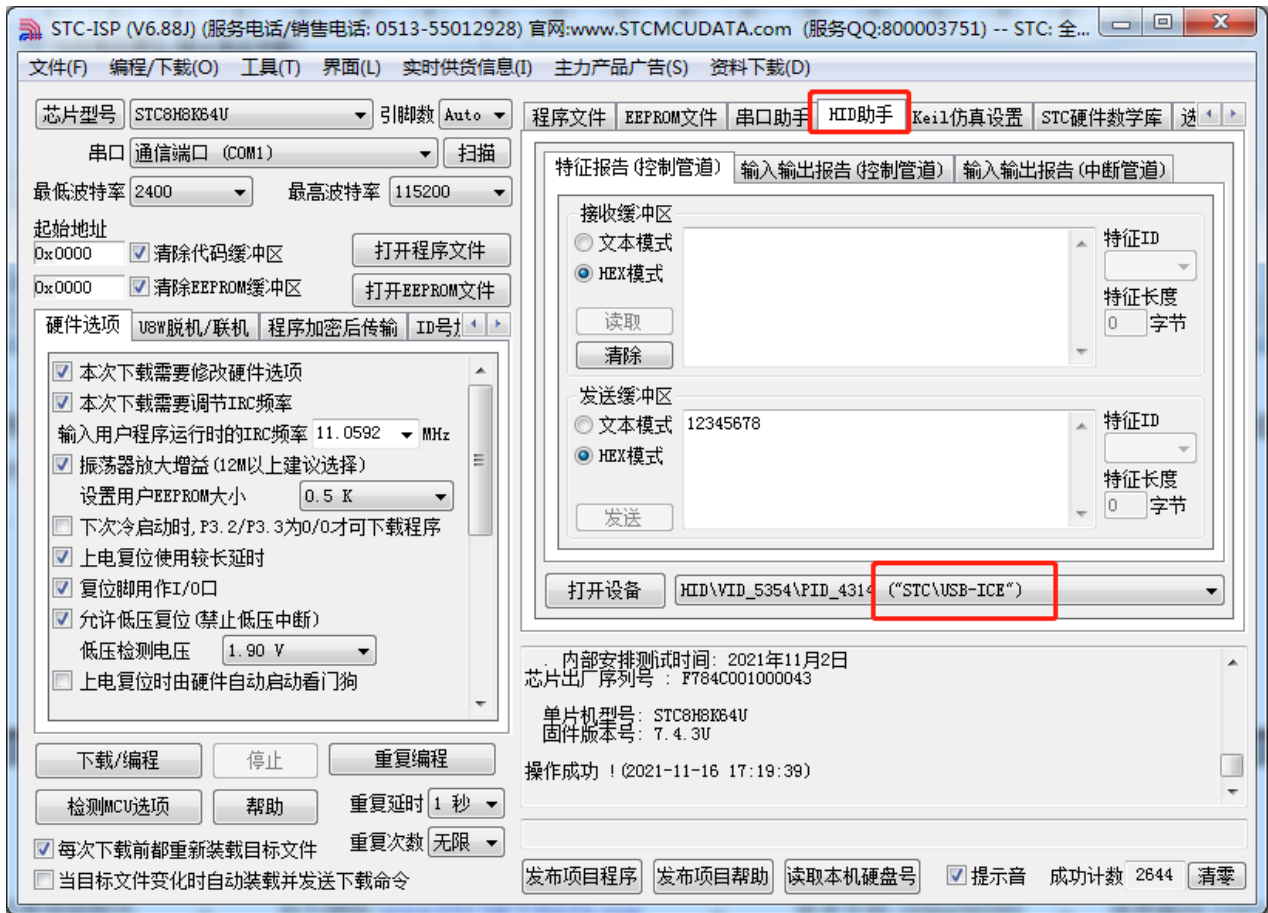 STC-ISP (V6.88J) (服务电话/销售电话: 0513-55012928) 官网:www.STCMCUDATA.com (服务QQ:800003751) -- STC: 全...
文件(F) 编程/下载(O) 工具(T) 界面(L) 实时供货信息(I) 主力产品广告(S) 资料下载(D)
芯片型号 STC8H8K64U 引脚数 Auto
串口 通信端口 (COM1) 扫描
最低波特率 2400 最高波特率 115200
起始地址
0x0000 清除代码缓冲区 打开程序文件
0x0000 清除EEPROM缓冲区 打开EEPROM文件
硬件选项 U8W脱机/联机 程序加密后传输 ID号
本次下载需要修改硬件选项
本次下载需要调节IRC频率
输入用户程序运行时的IRC频率 11.0592 MHz
振荡器放大增益(12M以上建议选择)
设置用户EEPROM大小 0.5 K
下次冷启动时,P3.2/P3.3为0/0才可下载程序
上电复位使用较长延时
复位脚用作I/O口
允许低压复位(禁止低压中断)
低压检测电压 1.90 V
上电复位时由硬件自动启动看门狗
下载/编程 停止 重复编程
检测MCU选项 帮助 重复延时 1 秒
每次下载前都重新装载目标文件 重复次数 无限
当目标文件变化时自动装载并发送下载命令
程序文件 EEPROM文件 串口助手 HID助手 Keil仿真设置 STC硬件数学库 选
特征报告(控制管道) 输入输出报告(控制管道) 输入输出报告(中断管道)
接收缓冲区
文本模式
HEX模式
读取
清除
特征ID
特征长度
0 字节
发送缓冲区
文本模式
HEX模式
发送
12345678
特征ID
特征长度
0 字节
打开设备 HID\VID_5354\PID_4314 ("STC\USB-ICE")
. 内部安排测试时间: 2021年11月2日
芯片出厂序列号 : F784C001000043
单片机型号: STC8H8K64U
固件版本号: 7.4.3U
操作成功 !(2021-11-16 17:19:39)
发布项目程序 发布项目帮助 读取本机硬盘号 提示音 成功计数 2644 清零